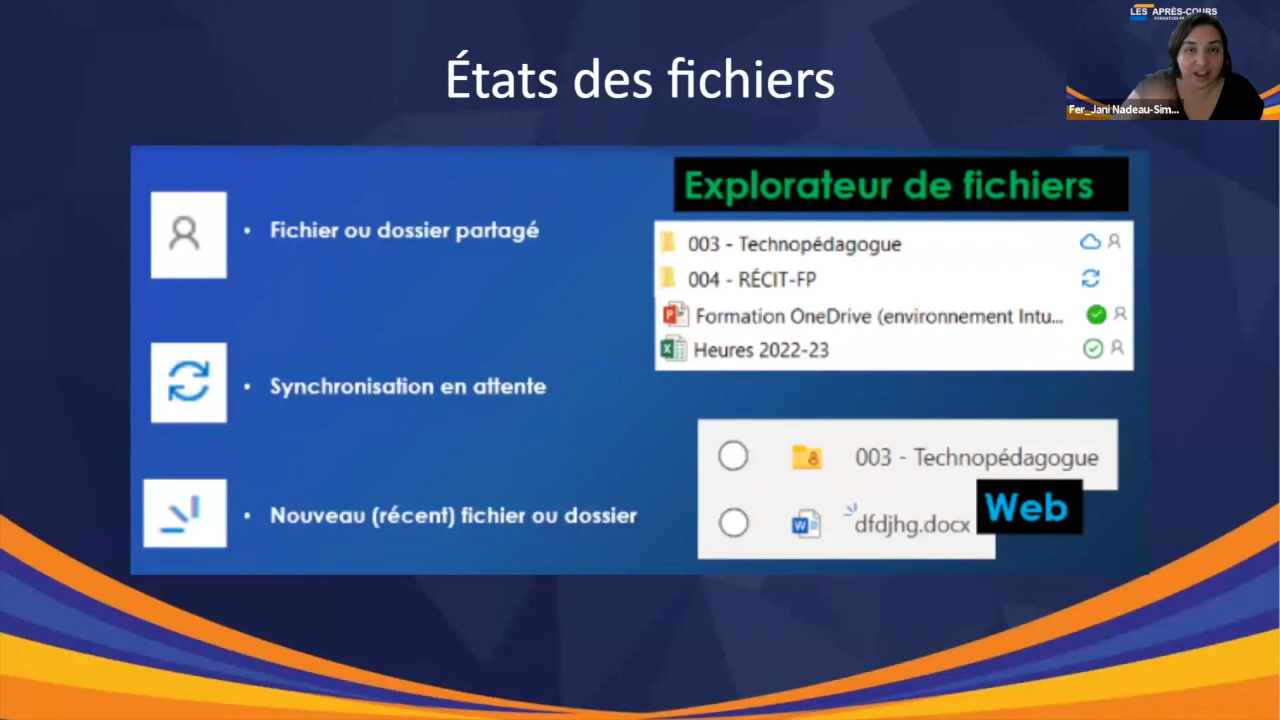 LES APRÈS-COURS
Fer_Jani Nadeau-Sim...
États des fichiers
• Fichier ou dossier partagé
• Synchronisation en attente
• Nouveau (récent) fichier ou dossier
Explorateur de fichiers
003 - Technopédagogue
004 - RÉCIT-FP
Formation OneDrive (environnement Intu...
Heures 2022-23
003 - Technopédagogue
dfdjhg.docx
Web